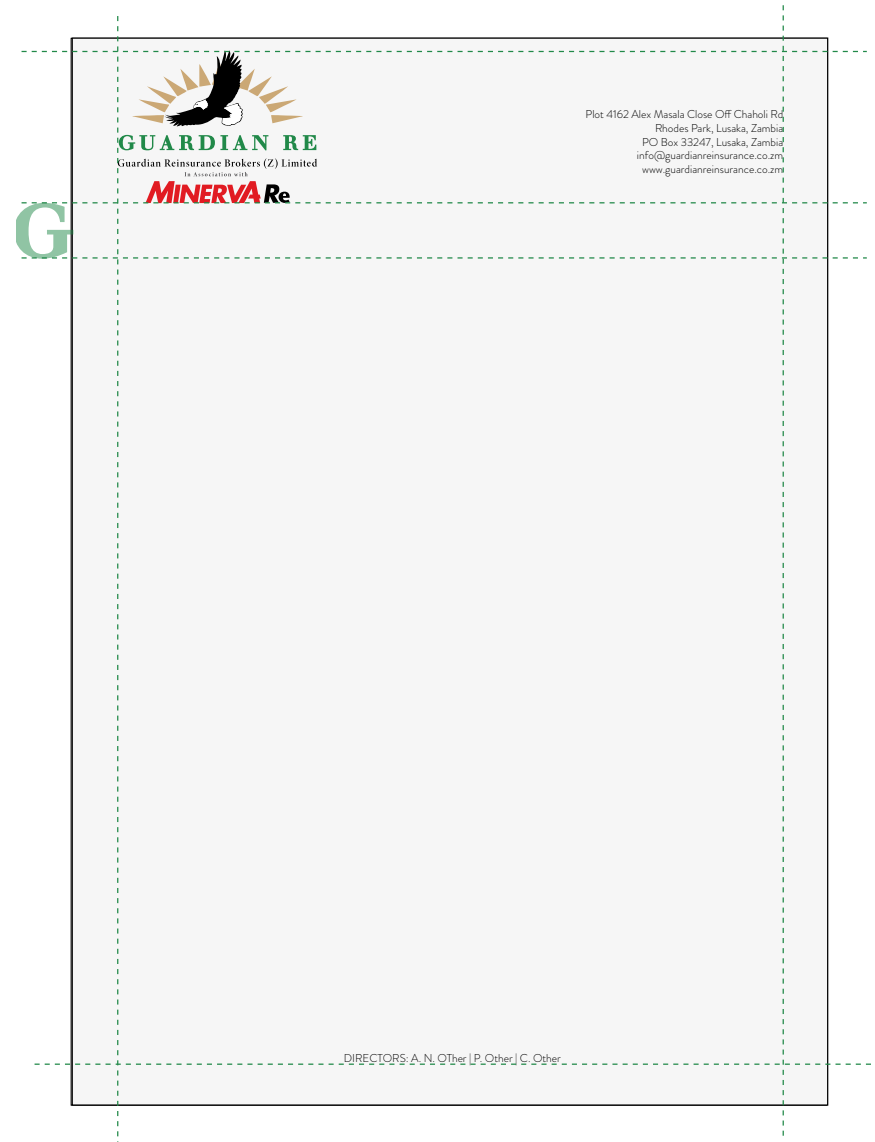 GUARDIAN RE
Guardian Reinsurance Brokers (Z) Limited
In Association with
MINERVA Re
Plot 4162 Alex Masala Close Off Chaholi Rd
Rhodes Park, Lusaka, Zambia
PO Box 33247, Lusaka, Zambia
info@guardianreinsurance.co.zm
www.guardianreinsurance.co.zm
G
DIRECTORS: A. N. OTher | P. Other | C. Other